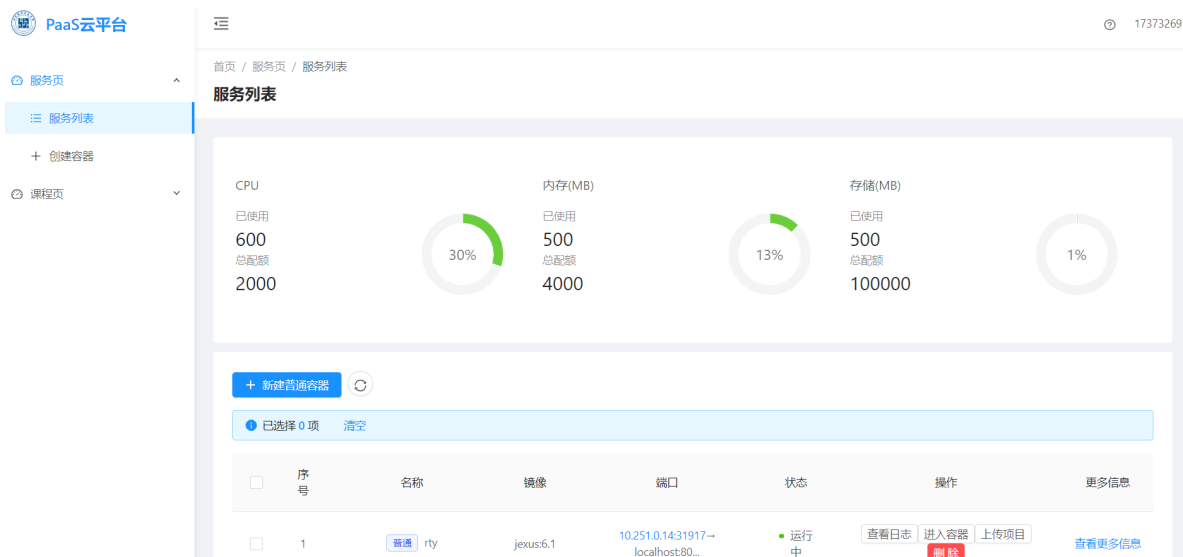 PaaS云平台
17373269
服务页
服务列表
创建容器
课程页
首页 / 服务页 / 服务列表
服务列表
CPU
已使用
600
总配额
2000
30%
内存(MB)
已使用
500
总配额
4000
13%
存储(MB)
已使用
500
总配额
100000
1%
+ 新建普通容器
已选择 0 项 清空
序号 名称 镜像 端口 状态 操作 更多信息
1 普通 rty jexus:6.1 10.251.0.14:31917→ 运行 查看日志 进入容器 上传项目 查看更多信息
localhost:80... 中 删 除